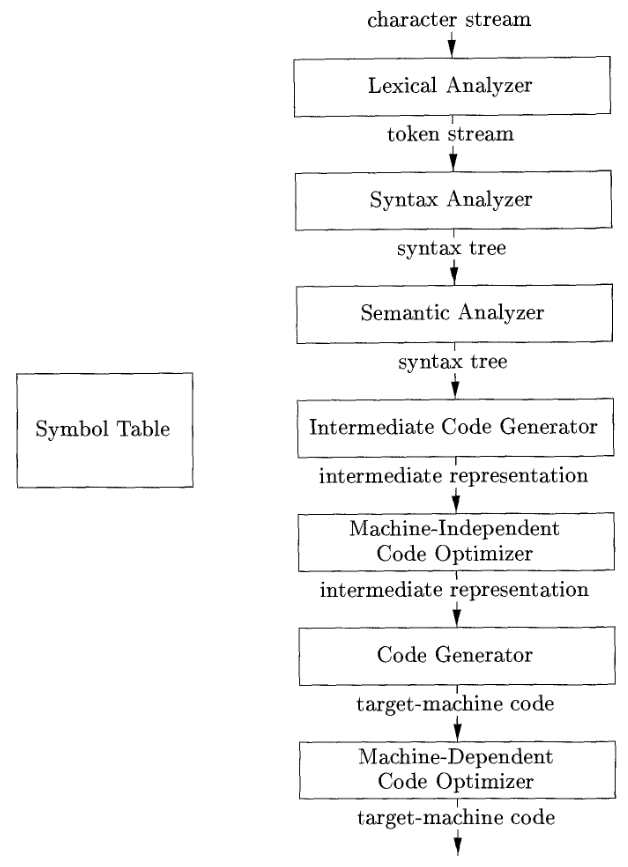 character stream
Lexical Analyzer
token stream
Syntax Analyzer
syntax tree
Semantic Analyzer
syntax tree
Symbol Table
Intermediate Code Generator
intermediate representation
Machine-Independent
Code Optimizer
intermediate representation
Code Generator
target-machine code
Machine-Dependent
Code Optimizer
target-machine code